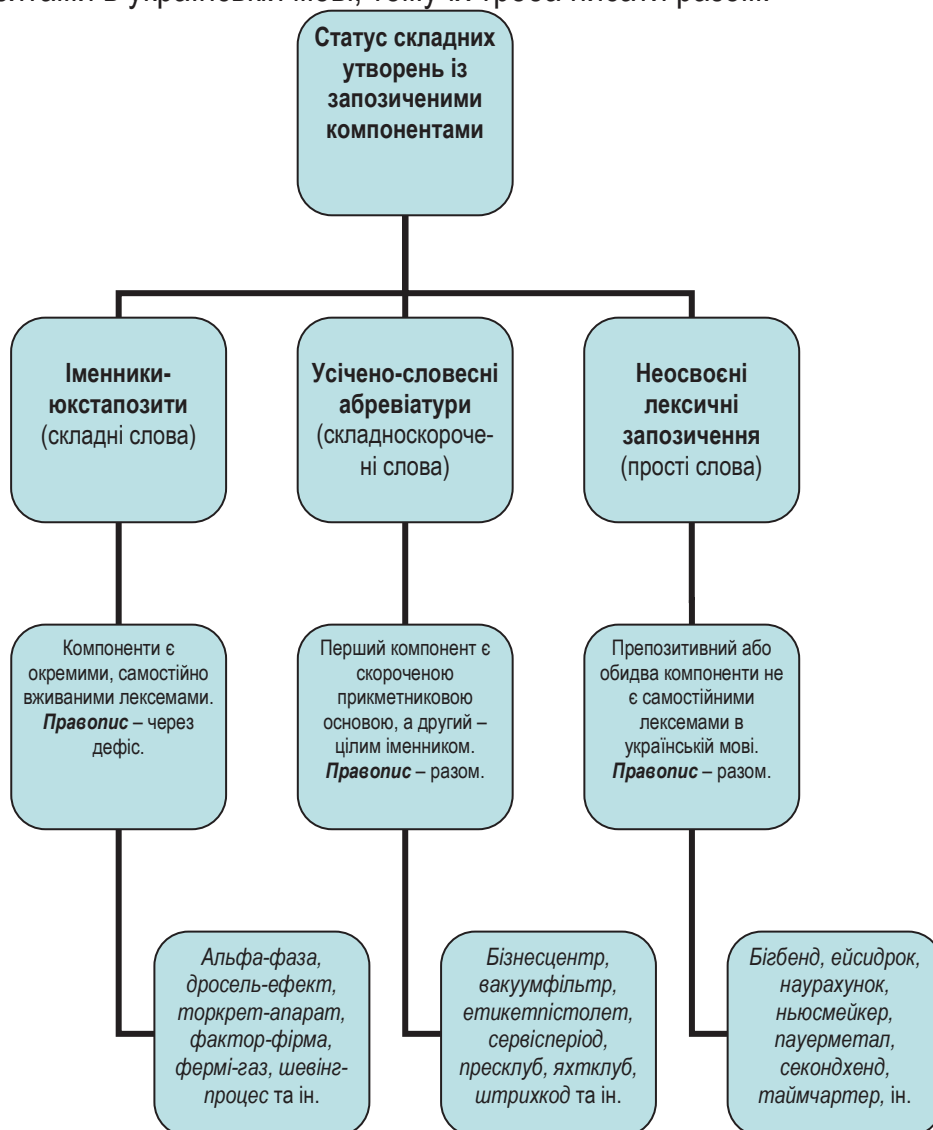 Статус складних
утворень із
запозиченими
компонентами
Іменники-
юкстапозити
(складні слова)
Усічено-словесні
абревіатури
(складноскороче-
ні слова)
Неосвоєні
лексичні
запозичення
(прості слова)
Компоненти є
окремими, самостійно
вживаними лексемами.
Правопис – через
дефіс.
Перший компонент є
скороченою
прикметниковою
основою, а другий –
цілим іменником.
Правопис – разом.
Препозитивний або
обидва компоненти не
є самостійними
лексемами в
українській мові.
Правопис – разом.
Альфа-фаза,
дросель-ефект,
торкрет-апарат,
фактор-фірма,
фермі-газ, шевінг-
процес та ін.
Бізнесцентр,
вакуумфільтр,
етикетпістолет,
сервісперіод,
пресклуб, яхтклуб,
штрихкод та ін.
Бігбенд, ейсидрок,
наурахунок,
ньюсмейкер,
пауерметал,
секондхенд,
таймчартер, ін.